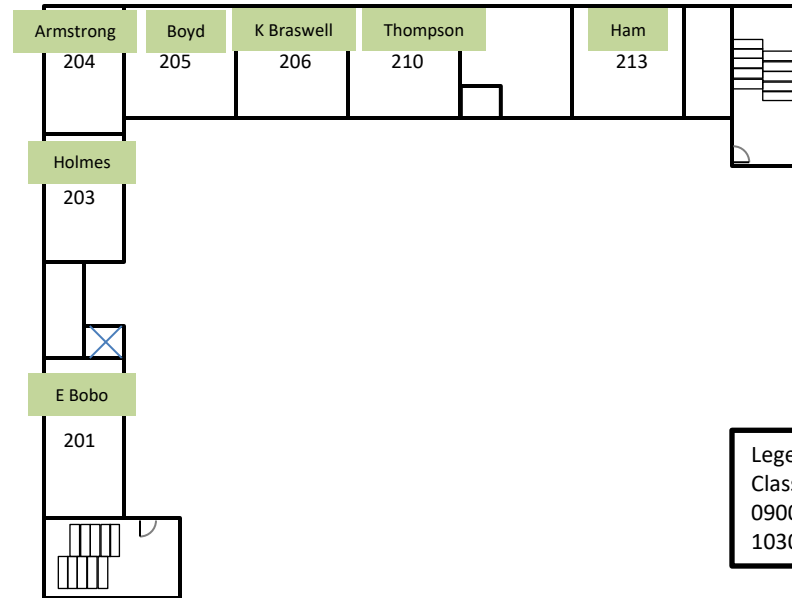 Armstrong
204
Boyd
205
K Braswell
206
Thompson
210
Ham
213
Holmes
203
E Bobo
201